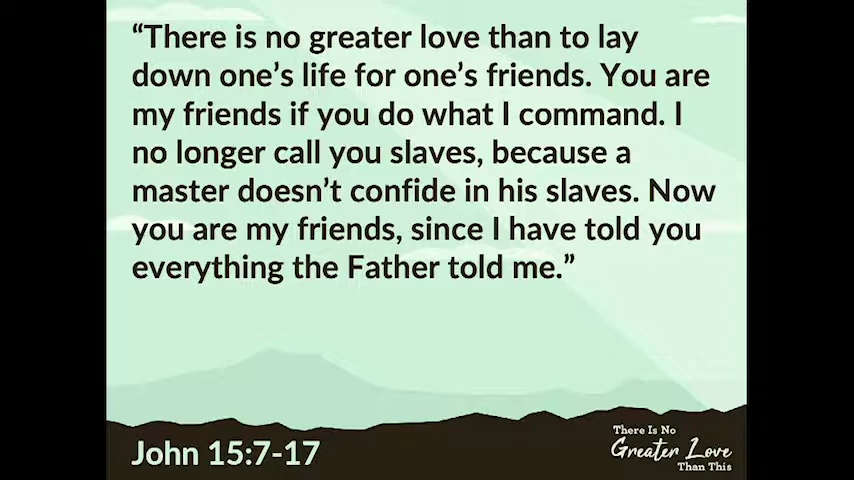 “There is no greater love than to lay
down one’s life for one’s friends. You are
my friends if you do what I command. I
no longer call you slaves, because a
master doesn’t confide in his slaves. Now
you are my friends, since I have told you
everything the Father told me.”
John 15:7-17
There Is No
Greater Love
Than This